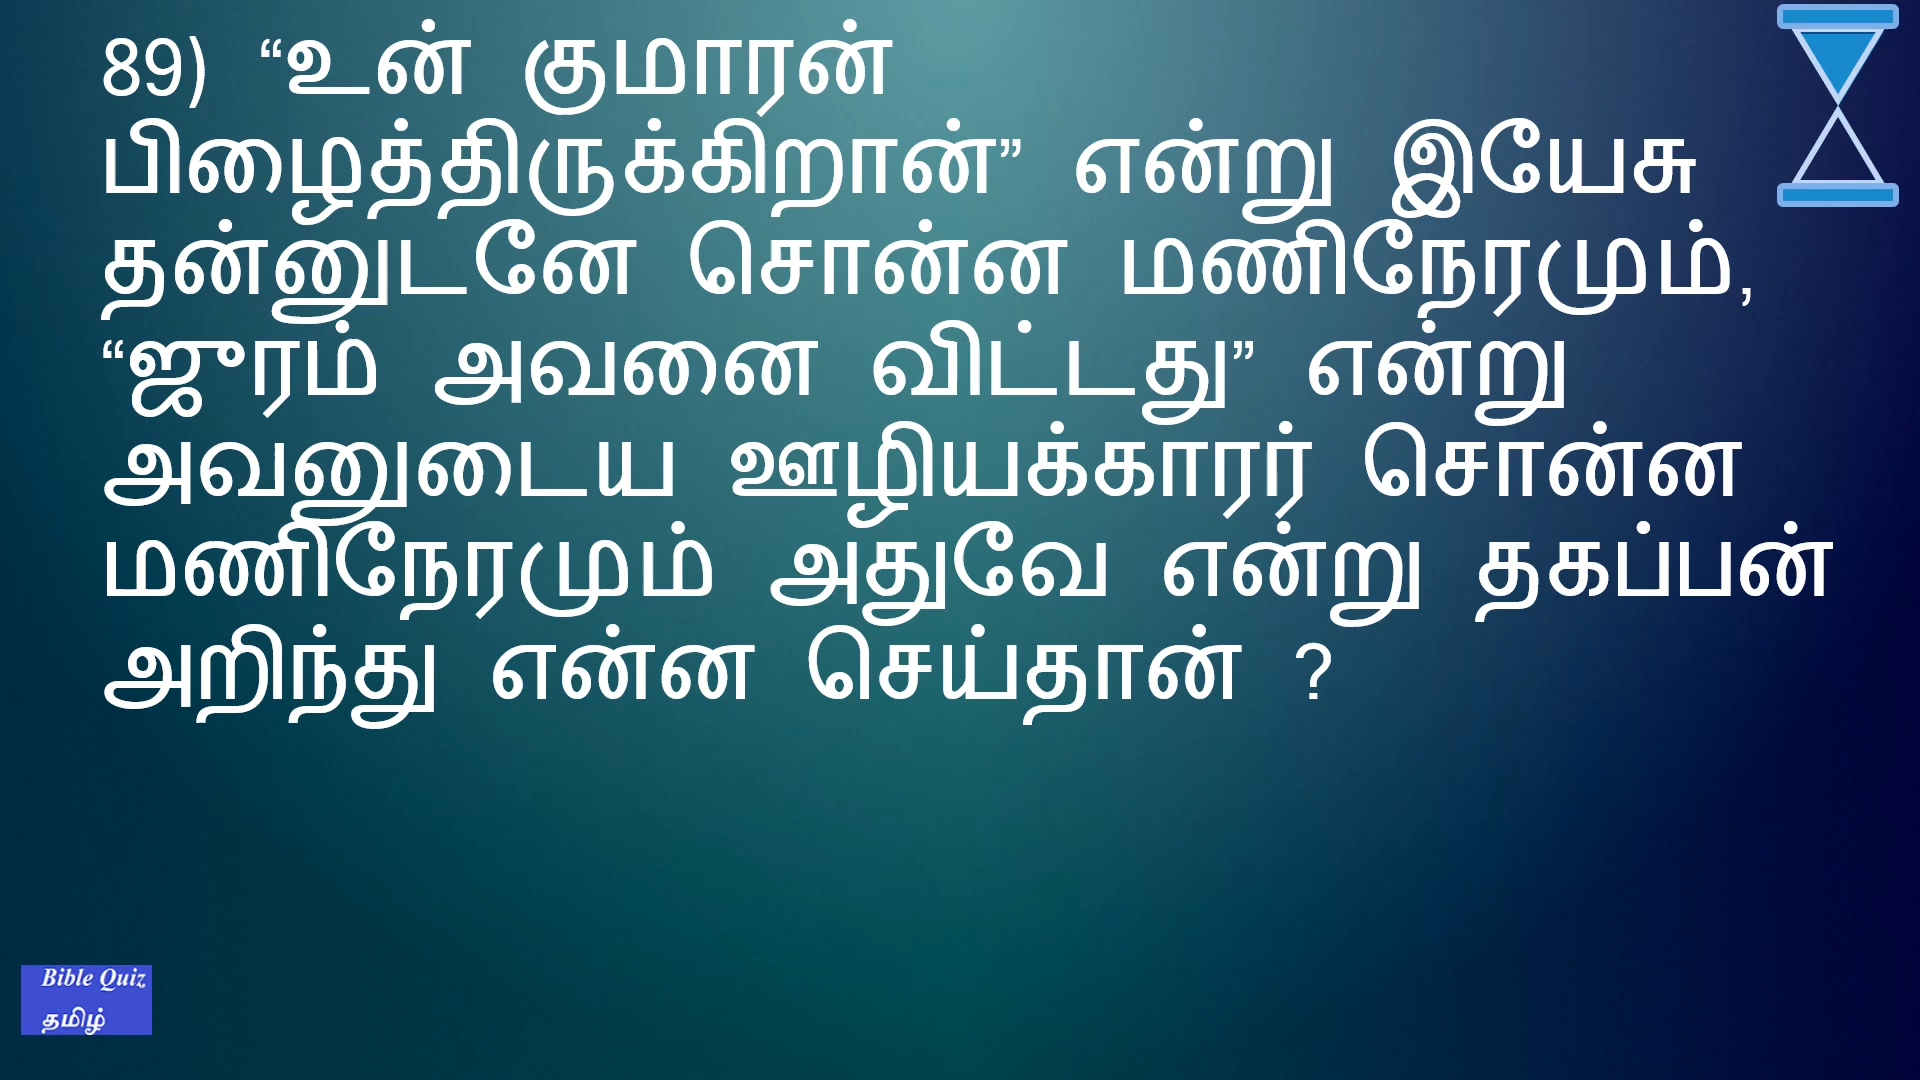 89) “உன் குமாரன்
பிழைத்திருக்கிறான்” என்று இயேசு
தன்னுடனே சொன்ன மணிநேரமும்,
“ஜுரம் அவனை விட்டது” என்று
அவனுடைய ஊழியக்காரர் சொன்ன
மணிநேரமும் அதுவே என்று தகப்பன்
அறிந்து என்ன செய்தான் ?
Bible Quiz
தமிழ்